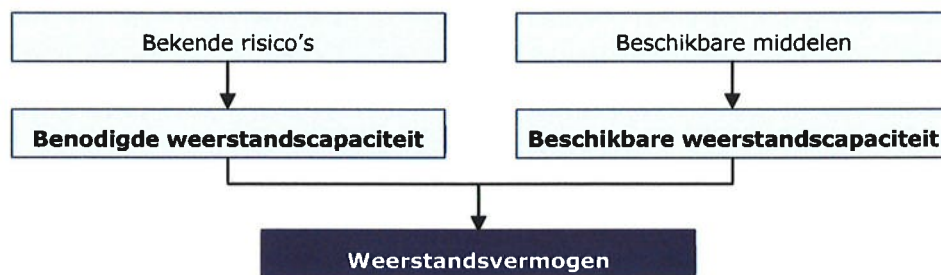 Bekende risico's
Beschikbare middelen
Benodigde weerstandscapaciteit
Beschikbare weerstandscapaciteit
Weerstandsvermogen